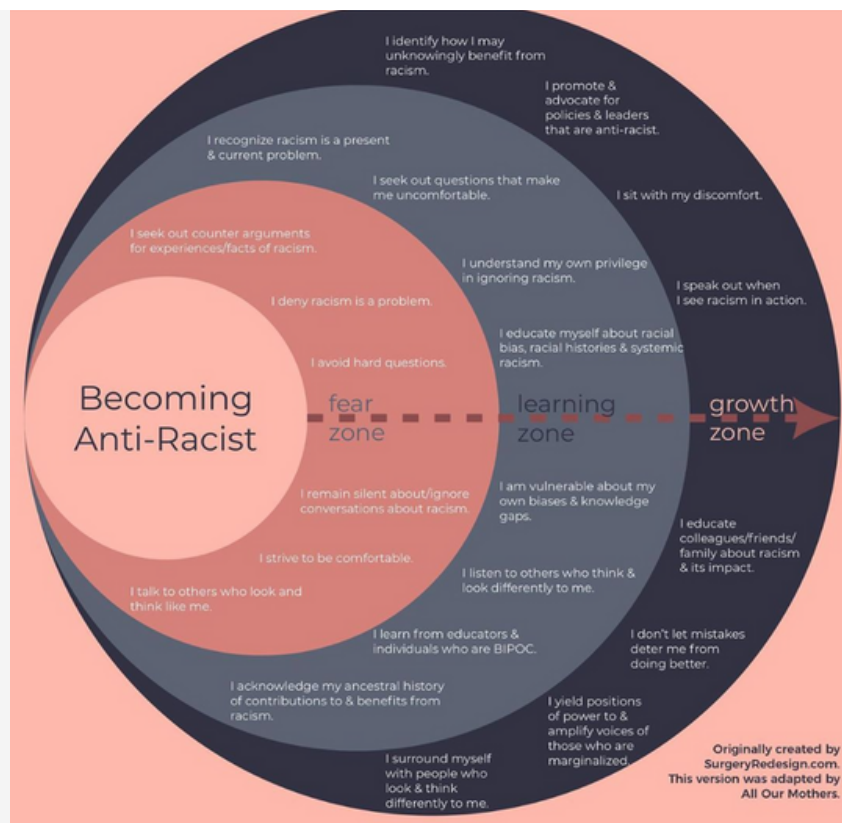 I identify how I may
unknowingly benefit from
racism.
I promote &
advocate for
policies & leaders
that are anti-racist.
I recognize racism is a present
& current problem.
I seek out questions that make
me uncomfortable.
I sit with my discomfort.
I seek out counter arguments
for experiences/facts of racism.
I understand my own privilege
in ignoring racism.
I speak out when
I see racism in action.
I deny racism is a problem.
I educate myself about racial
bias, racial histories & systemic
racism.
I avoid hard questions.
Becoming
Anti-Racist
fear
zone
learning
zone
growth
zone
I remain silent about/ignore
conversations about racism.
I am vulnerable about my
own biases & knowledge
gaps.
I educate
colleagues/friends/
family about racism
& its impact.
I strive to be comfortable.
I listen to others who think &
look differently to me.
I talk to others who look and
think like me.
I learn from educators &
individuals who are BIPOC.
I don't let mistakes
deter me from
doing better.
I acknowledge my ancestral history
of contributions to & benefits from
racism.
I yield positions
of power to &
amplify voices of
those who are
marginalized.
I surround myself
with people who
look & think
differently to me.
Originally created by
SurgeryRedesign.com.
This version was adapted by
All Our Mothers.